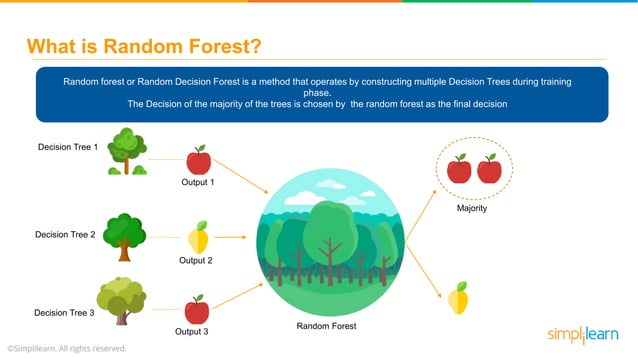 What is Random Forest?
Random forest or Random Decision Forest is a method that operates by constructing multiple Decision Trees during training
phase.
The Decision of the majority of the trees is chosen by the random forest as the final decision
Decision Tree 1
Output 1
Majority
Decision Tree 2
Output 2
Decision Tree 3
Output 3
Random Forest
simplilearn
©Simplilearn. All rights reserved.